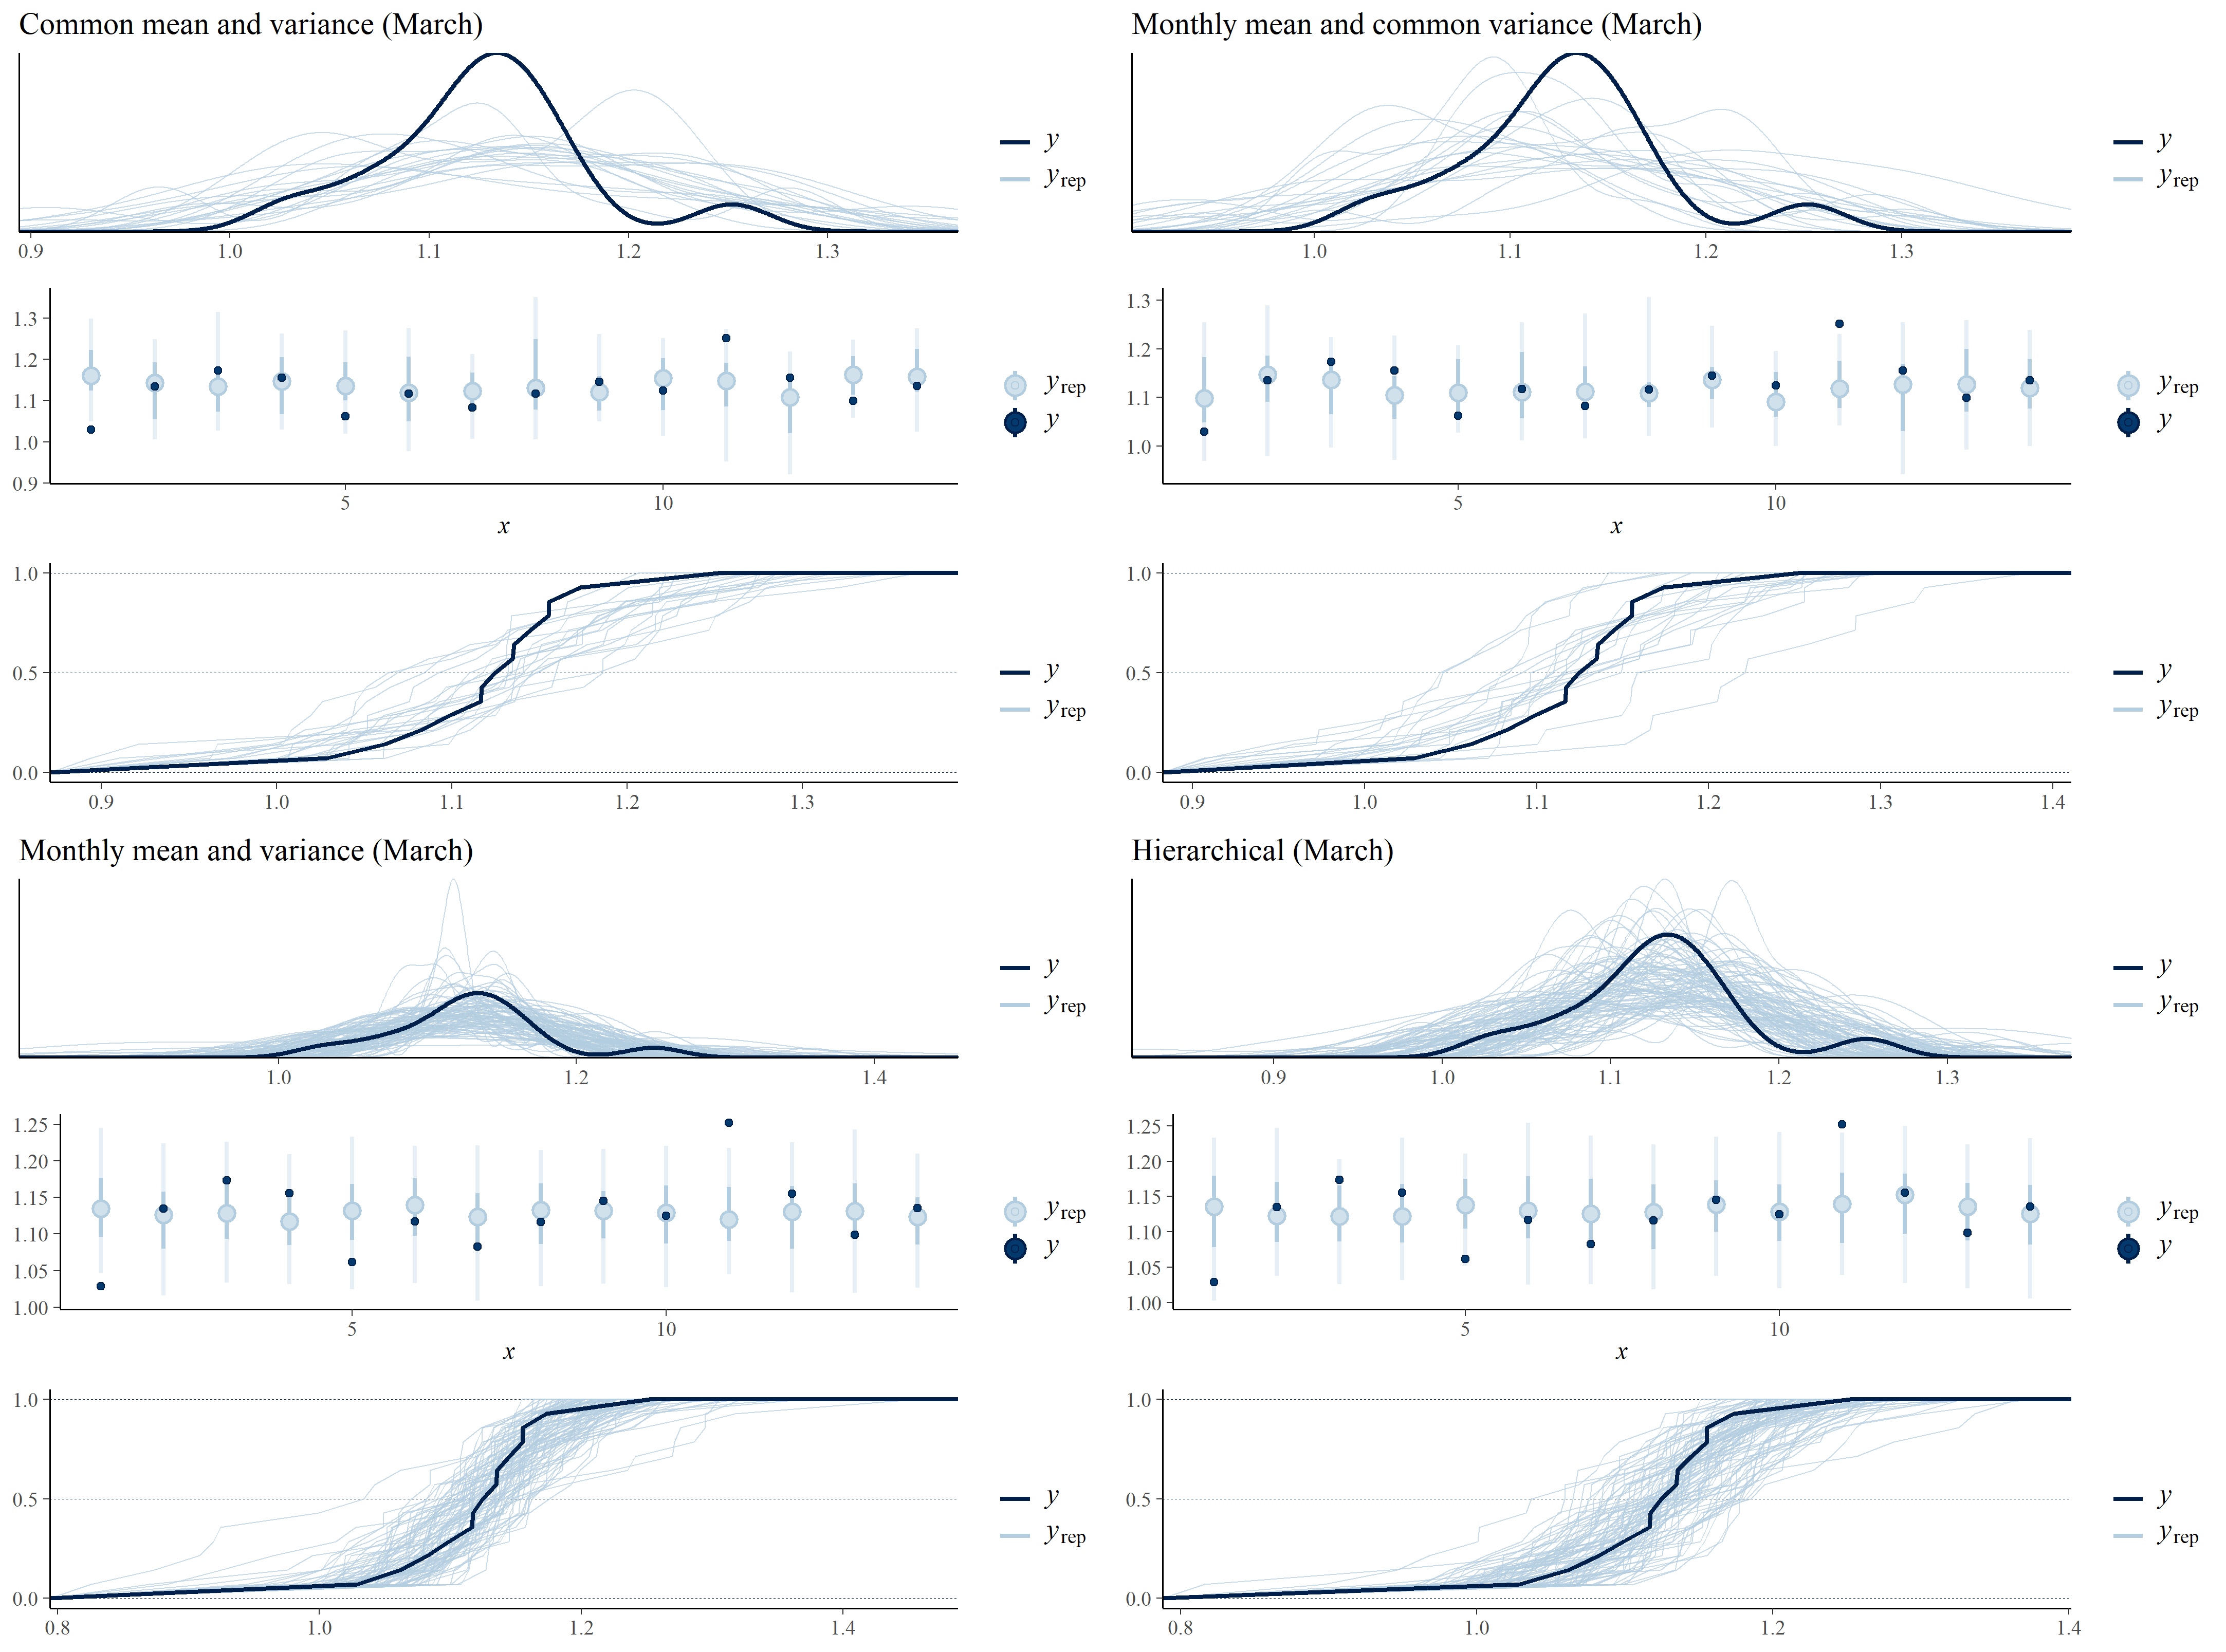 Common mean and variance (March)
y
yrep
0.9 1.0 1.1 1.2 1.3
1.3
1.2
1.1
1.0
0.9
yrep
y
5 10
x
1.0
0.5
0.0
y
yrep
0.9 1.0 1.1 1.2 1.3
Monthly mean and common variance (March)
y
yrep
1.0 1.1 1.2 1.3
1.3
1.2
1.1
1.0
yrep
y
5 10
x
1.0
0.5
0.0
y
yrep
0.9 1.0 1.1 1.2 1.3 1.4
Monthly mean and variance (March)
y
yrep
1.0 1.2 1.4
1.25
1.20
1.15
1.10
1.05
1.00
yrep
y
5 10
x
1.0
0.5
0.0
y
yrep
0.8 1.0 1.2 1.4
Hierarchical (March)
y
yrep
0.9 1.0 1.1 1.2 1.3
1.25
1.20
1.15
1.10
1.05
1.00
yrep
y
5 10
x
1.0
0.5
0.0
y
yrep
0.8 1.0 1.2 1.4